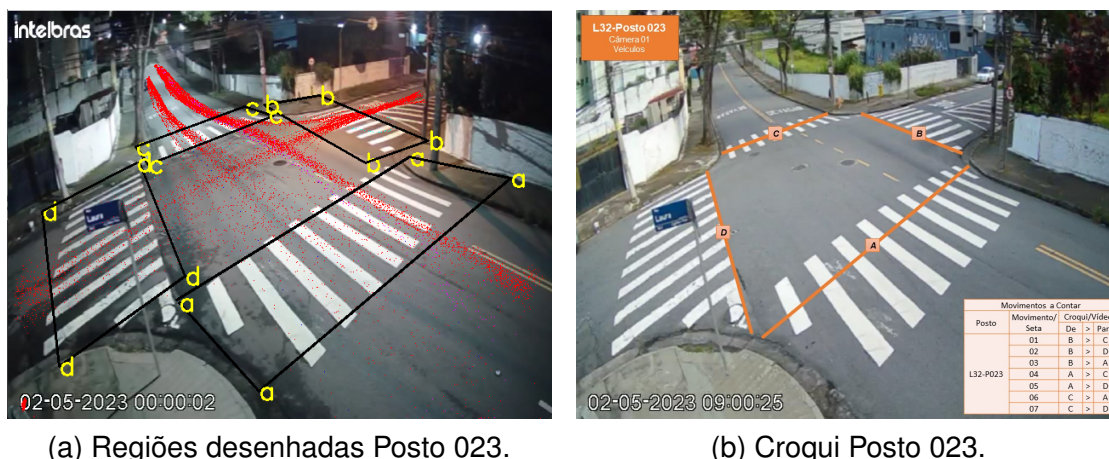 intelbras
c b b
c
c
c
b
b
a
a
d
d
a
d
a
02-05-2023 00:00:02
(a) Regiões desenhadas Posto 023.
L32-Posto 023
Câmera 01
Veículos
C
B
D
A
02-05-2023 09:00:25
Movimentos a Contar
Posto Movimento/Seta Croqui/Vídeo
De > Par
L32-P023
01 B > C
02 B > D
03 B > A
04 A > C
05 A > D
06 C > A
07 C > D
(b) Croqui Posto 023.